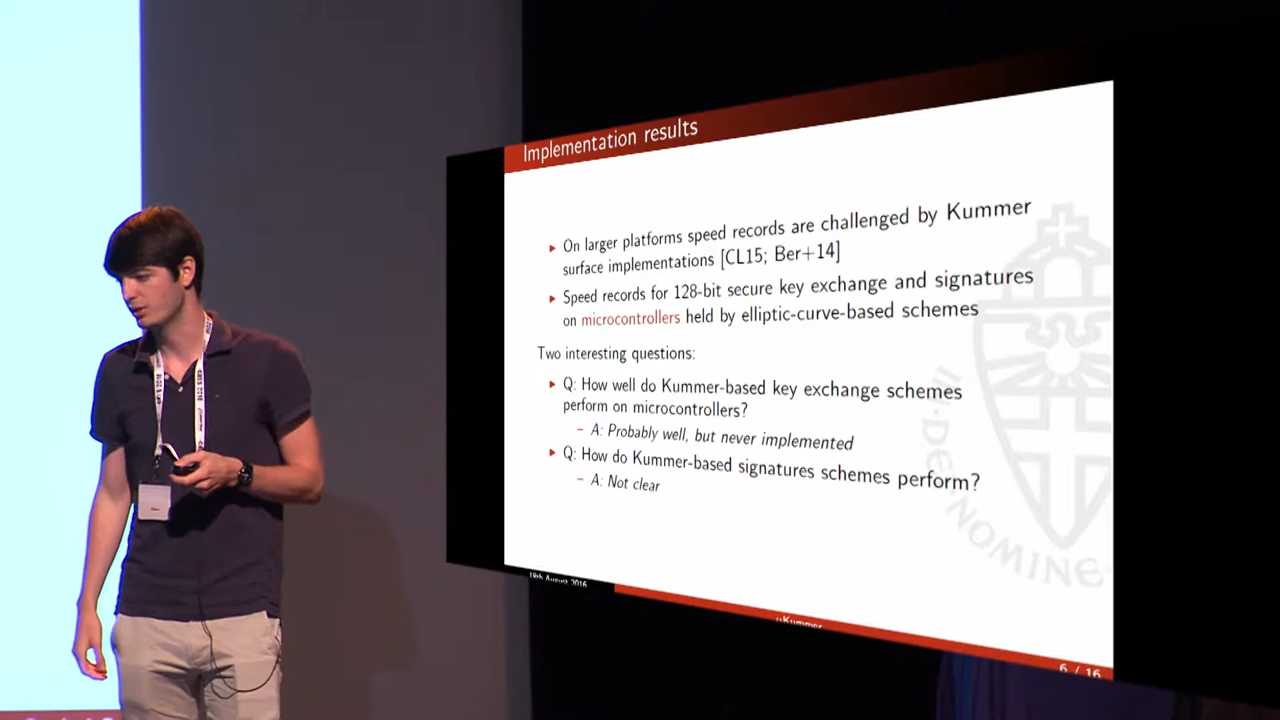 Implementation results
▸ On larger platforms speed records are challenged by Kummer
surface implementations [CL15; Ber+14]
▸ Speed records for 128-bit secure key exchange and signatures
on microcontrollers held by elliptic-curve-based schemes
Two interesting questions:
▸ Q: How well do Kummer-based key exchange schemes
perform on microcontrollers?
– A: Probably well, but never implemented
▸ Q: How do Kummer-based signatures schemes perform?
– A: Not clear
18th August 2016
μKummer
6 / 16
IN·DEI NOMINE